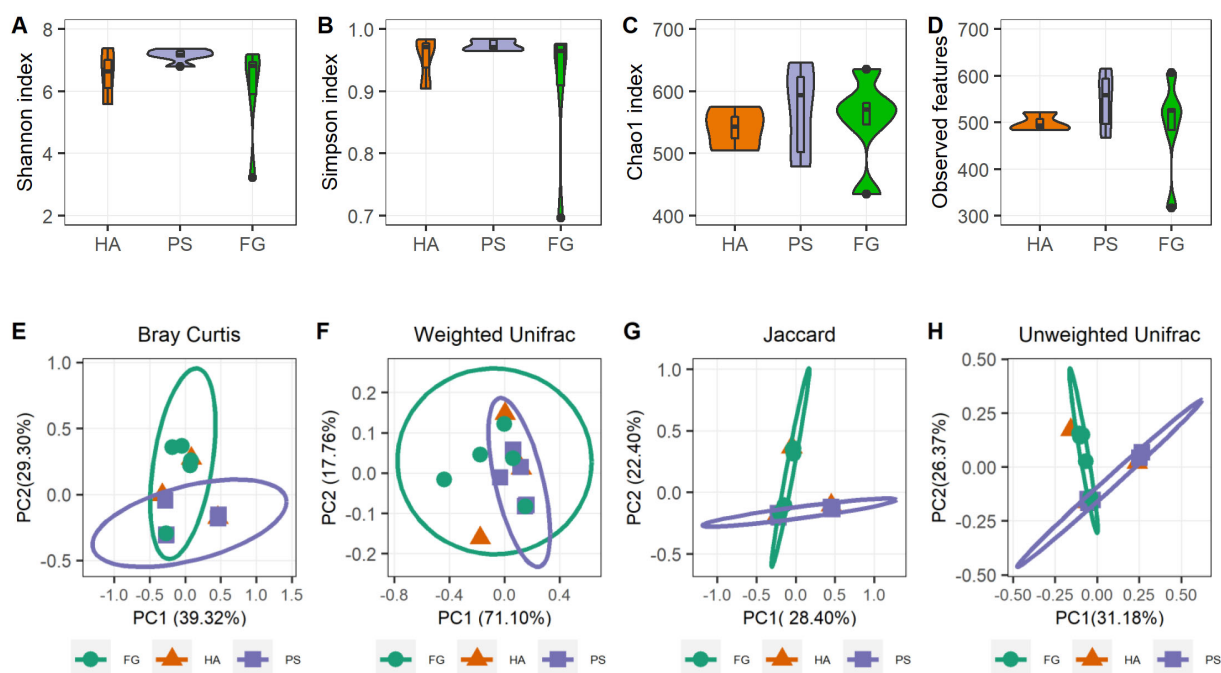 A
B
C
D
Shannon index
8
6
4
2
HA PS FG
Simpson index
1.0
0.9
0.8
0.7
HA PS FG
Chao1 index
700
600
500
400
HA PS FG
Observed features
700
600
500
400
300
HA PS FG
E Bray Curtis
PC2(29.30%)
1.0
0.5
0.0
-0.5
-1.0 -0.5 0.0 0.5 1.0 1.5
PC1 (39.32%)
FG HA PS
F Weighted Unifrac
PC2 (17.76%)
0.2
0.1
0.0
-0.1
-0.2
-0.8 -0.4 0.0 0.4
PC1 (71.10%)
FG HA PS
G Jaccard
PC2 (22.40%)
1.0
0.5
0.0
-0.5
-1.0 -0.5 0.0 0.5 1.0
PC1( 28.40%)
FG HA PS
H Unweighted Unifrac
PC2(26.37%)
0.50
0.25
0.00
-0.25
-0.50
-0.50 -0.25 0.00 0.25 0.50
PC1(31.18%)
FG HA PS